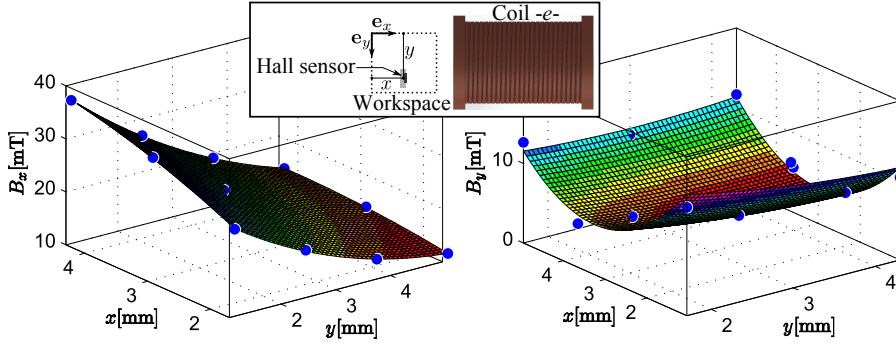 Coil -e-
e_x
e_y
y
Hall sensor
x
Workspace
40
30
20
10
B_x[mT]
4
3
2
x[mm]
2
3
4
y[mm]
10
0
B_y[mT]
4
3
2
x[mm]
2
3
4
y[mm]